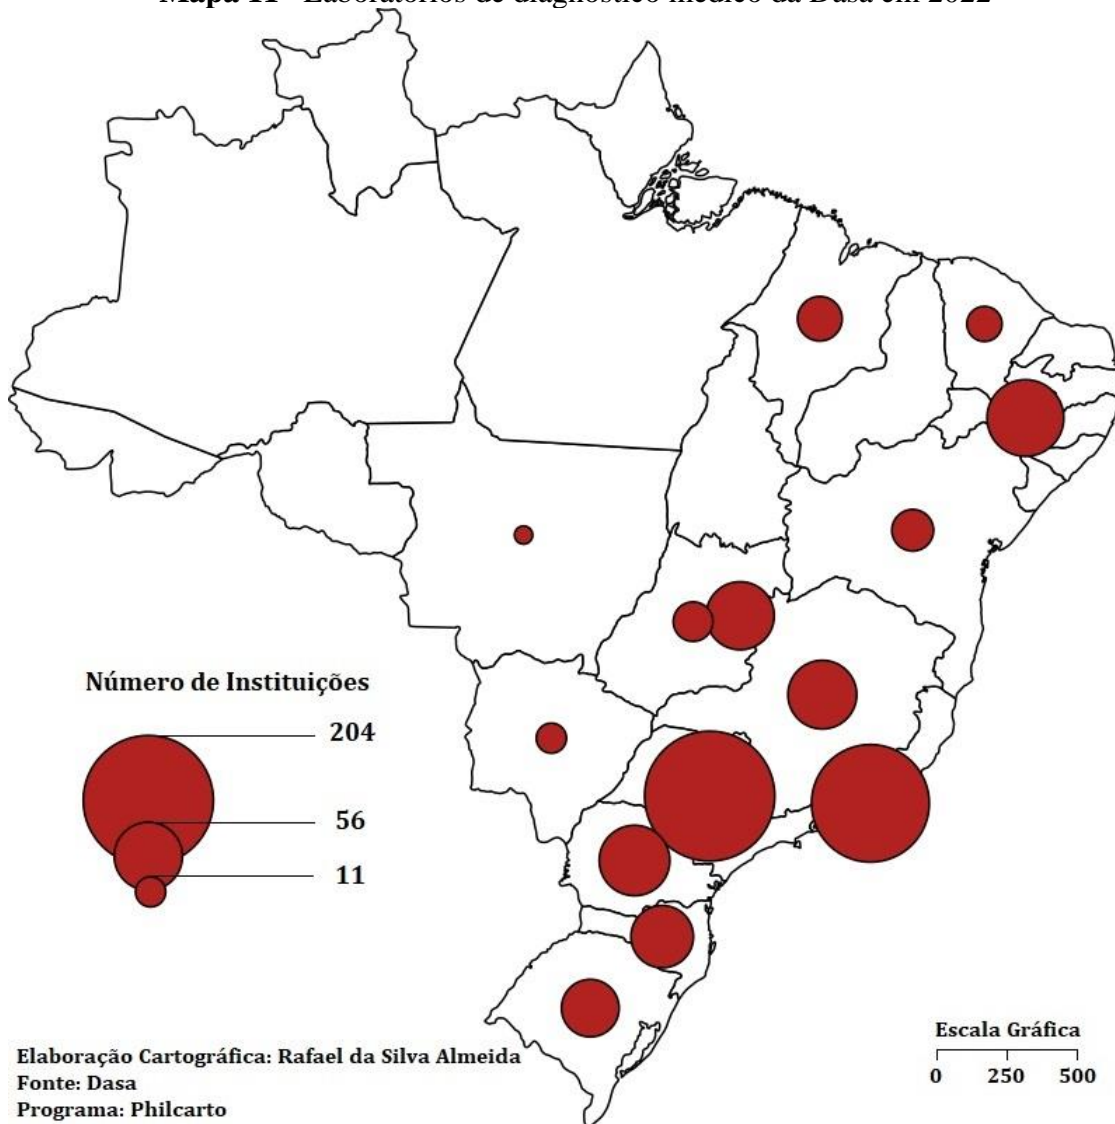 Mapa 11 - Laboratórios de diagnóstico médico da Dasa em 2022
Número de Instituições
204
56
11
Escala Gráfica
0 250 500
Elaboração Cartográfica: Rafael da Silva Almeida
Fonte: Dasa
Programa: Philcarto